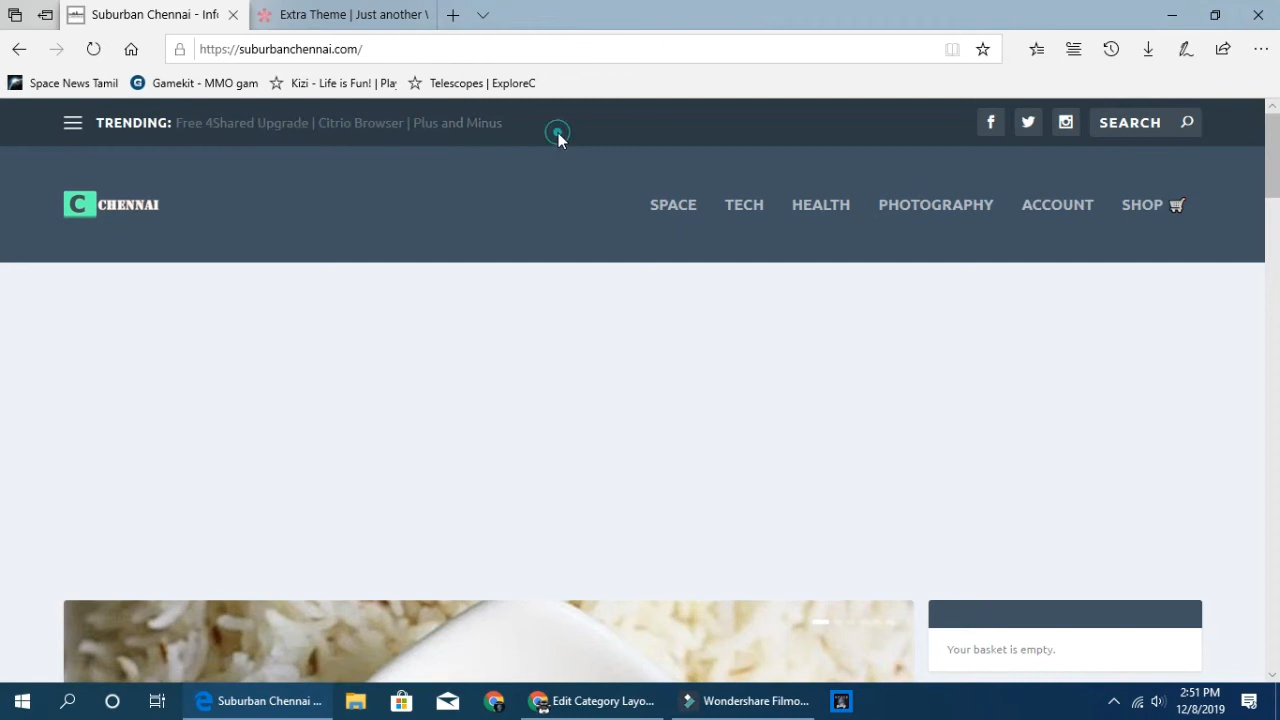 Suburban Chennai - Info
Extra Theme | Just another \
https://suburbanchennai.com/
Space News Tamil
Gamekit - MMO gam
Kizi - Life is Fun! | Pla
Telescopes | ExploreC
TRENDING: Free 4Shared Upgrade | Citrio Browser | Plus and Minus
SEARCH
C CHENNAI
SPACE
TECH
HEALTH
PHOTOGRAPHY
ACCOUNT
SHOP
Your basket is empty.
Suburban Chennai ...
Edit Category Layo...
Wondershare Filmo...
2:51 PM
12/8/2019